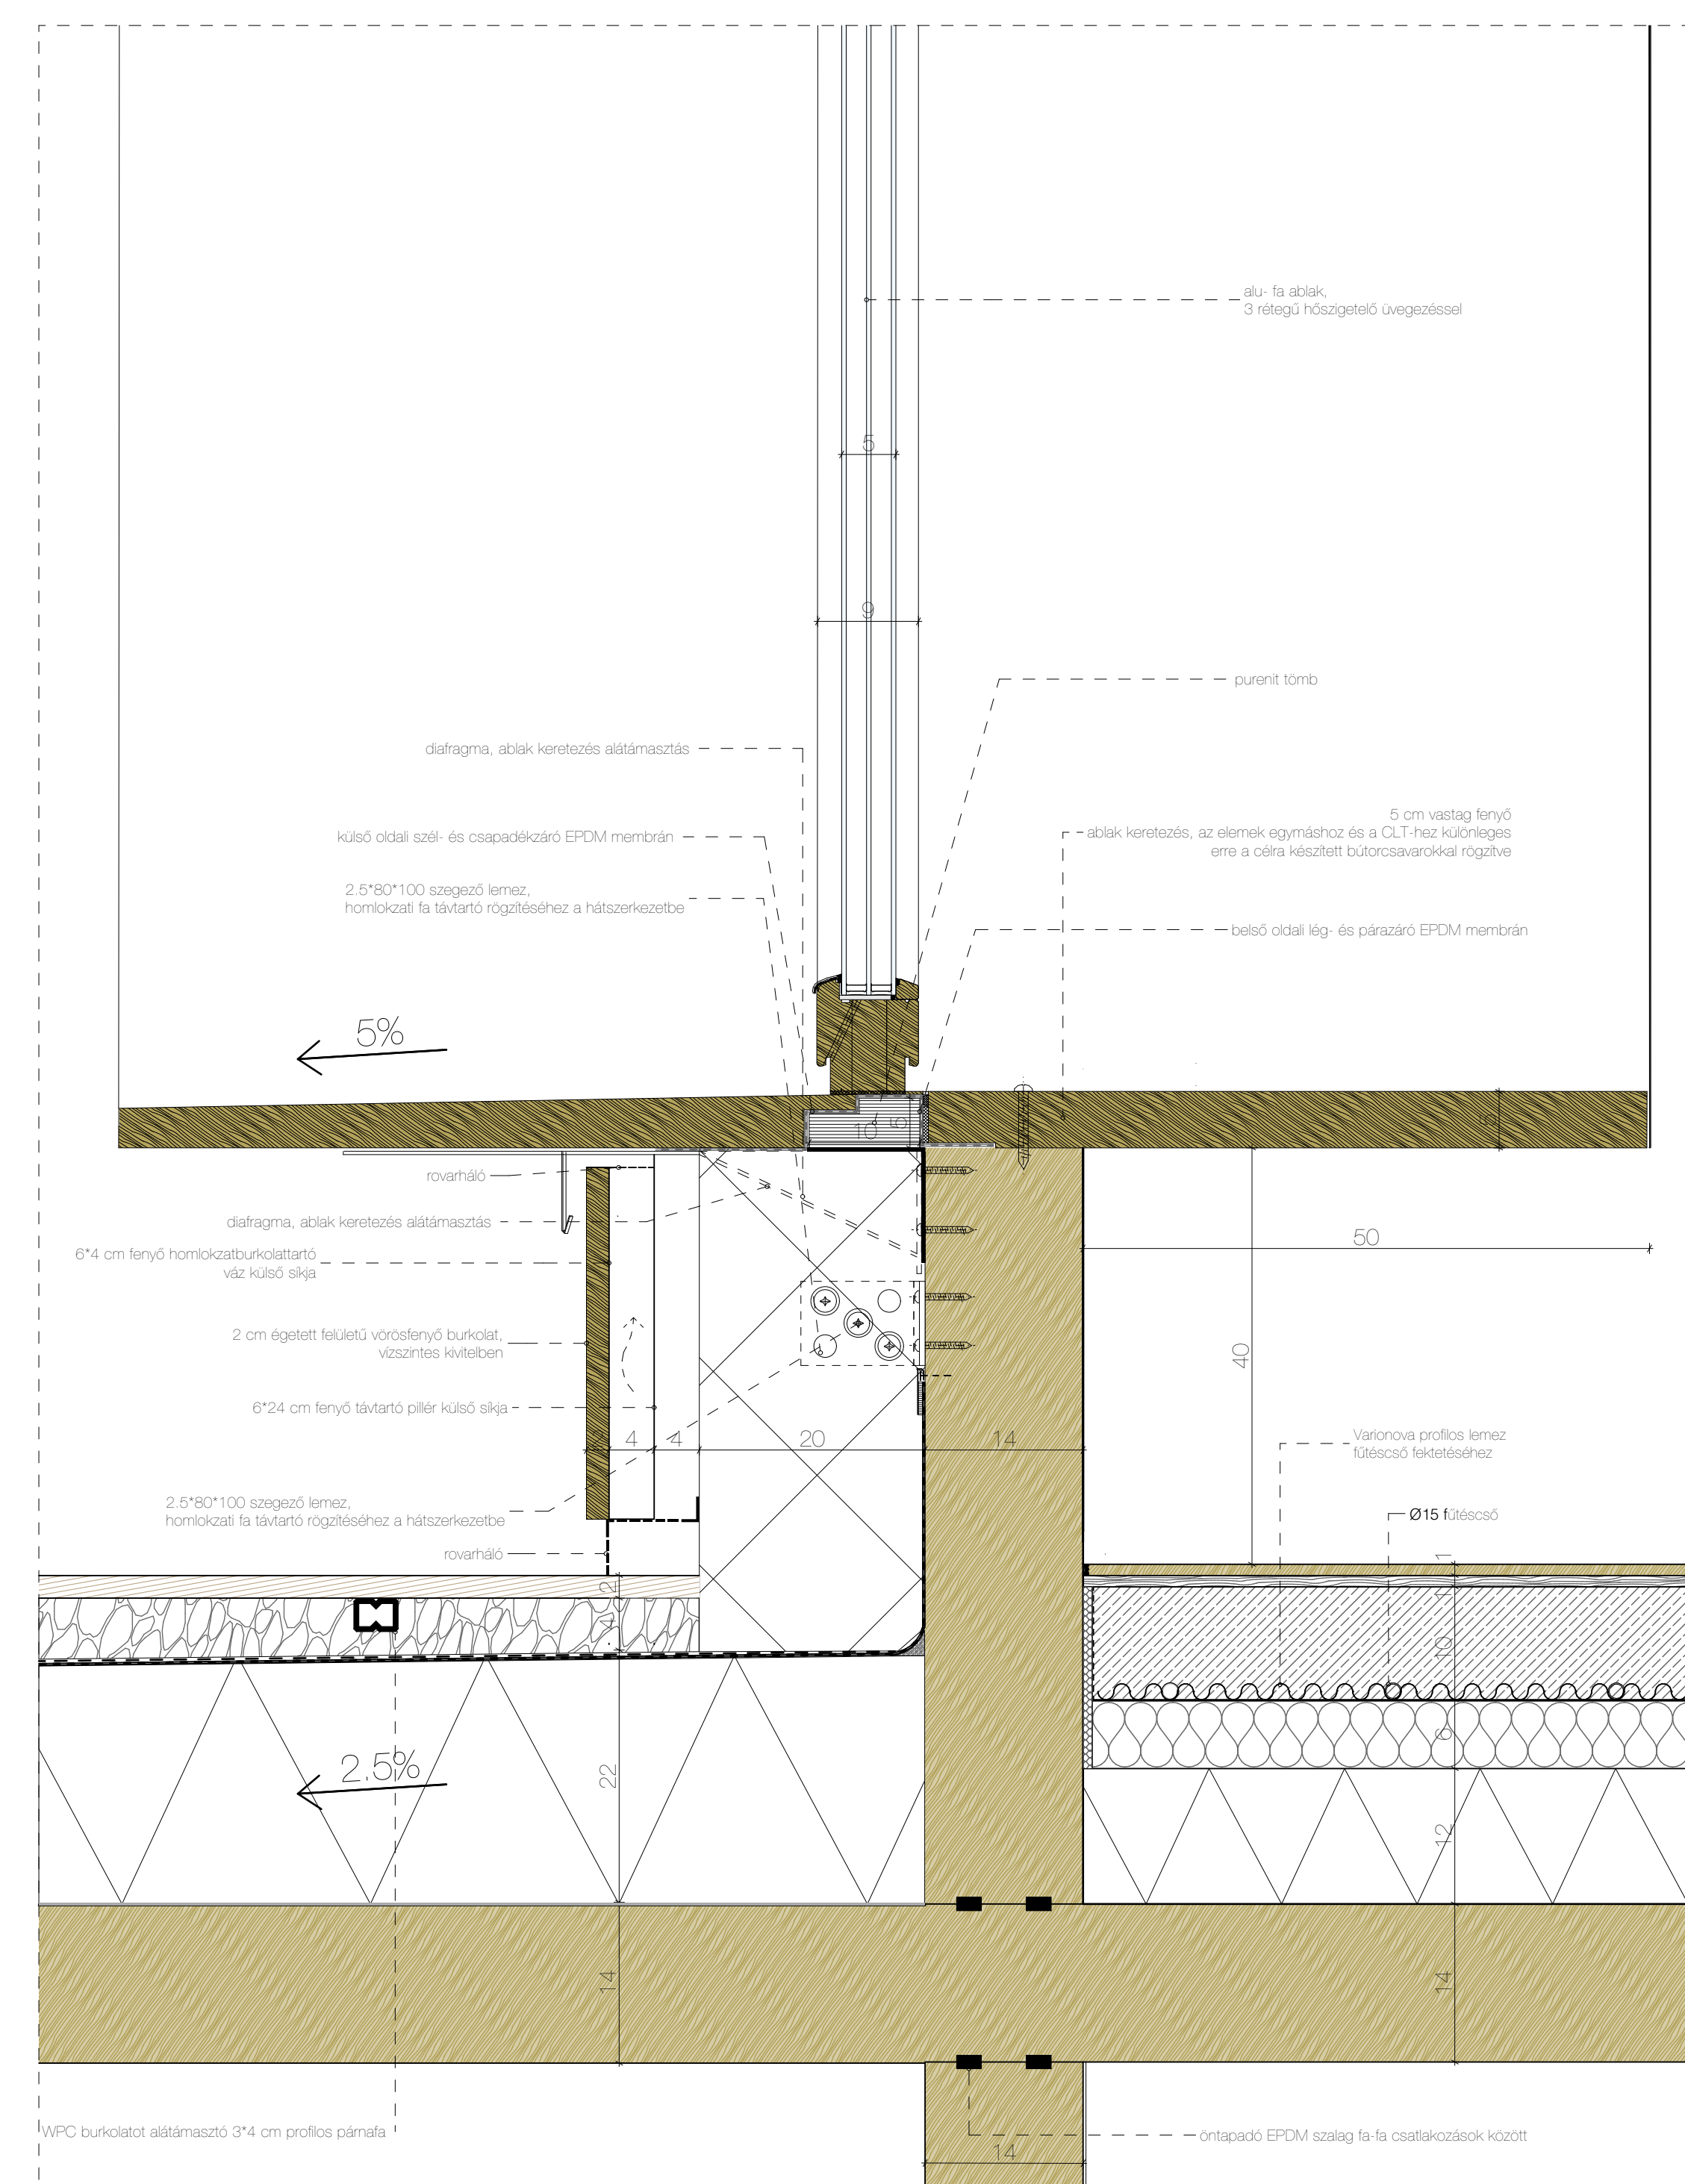 alu- fa ablak,
3 rétegű hőszigetelő üvegezéssel
5
9
purenit tömb
diafragma, ablak keretezés alátámasztás
5 cm vastag fenyő
ablak keretezés, az elemek egymáshoz és a CLT-hez különleges
erre a célra készített bútorcsavarokkal rögzítve
külső oldali szél- és csapadékzáró EPDM membrán
2.5*80*100 szegező lemez,
homlokzati fa távtartó rögzítéséhez a hátszerkezetbe
belső oldali lég- és párazáró EPDM membrán
5%
10
5
5
rovarháló
diafragma, ablak keretezés alátámasztás
6*4 cm fenyő homlokzatburkolattartó
váz külső síkja
50
2 cm égetett felületű vörösfenyő burkolat,
vízszintes kivitelben
40
6*24 cm fenyő távtartó pillér külső síkja
2
4
4
20
14
Varionova profilos lemez
fűtéscső fektetéséhez
2.5*80*100 szegező lemez,
homlokzati fa távtartó rögzítéséhez a hátszerkezetbe
Ø15 fűtéscső
rovarháló
1
2
1
4
10
6
2.5%
22
12
14
14
WPC burkolatot alátámasztó 3*4 cm profilos párnafa
öntapadó EPDM szalag fa-fa csatlakozások között
14